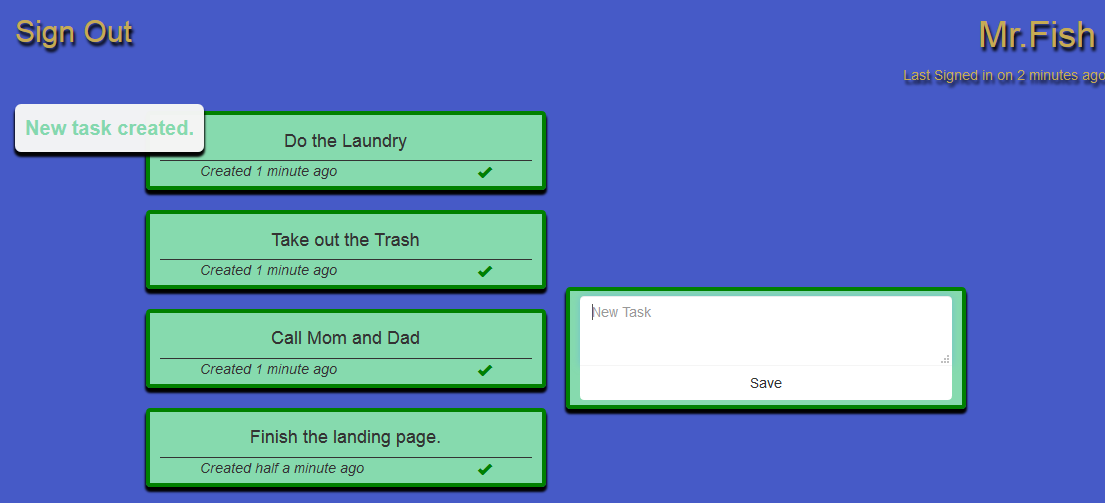 Sign Out
Mr.Fish
Last Signed in on 2 minutes ago
New task created.
Do the Laundry
Created 1 minute ago
Take out the Trash
Created 1 minute ago
Call Mom and Dad
Created 1 minute ago
Finish the landing page.
Created half a minute ago
New Task
Save